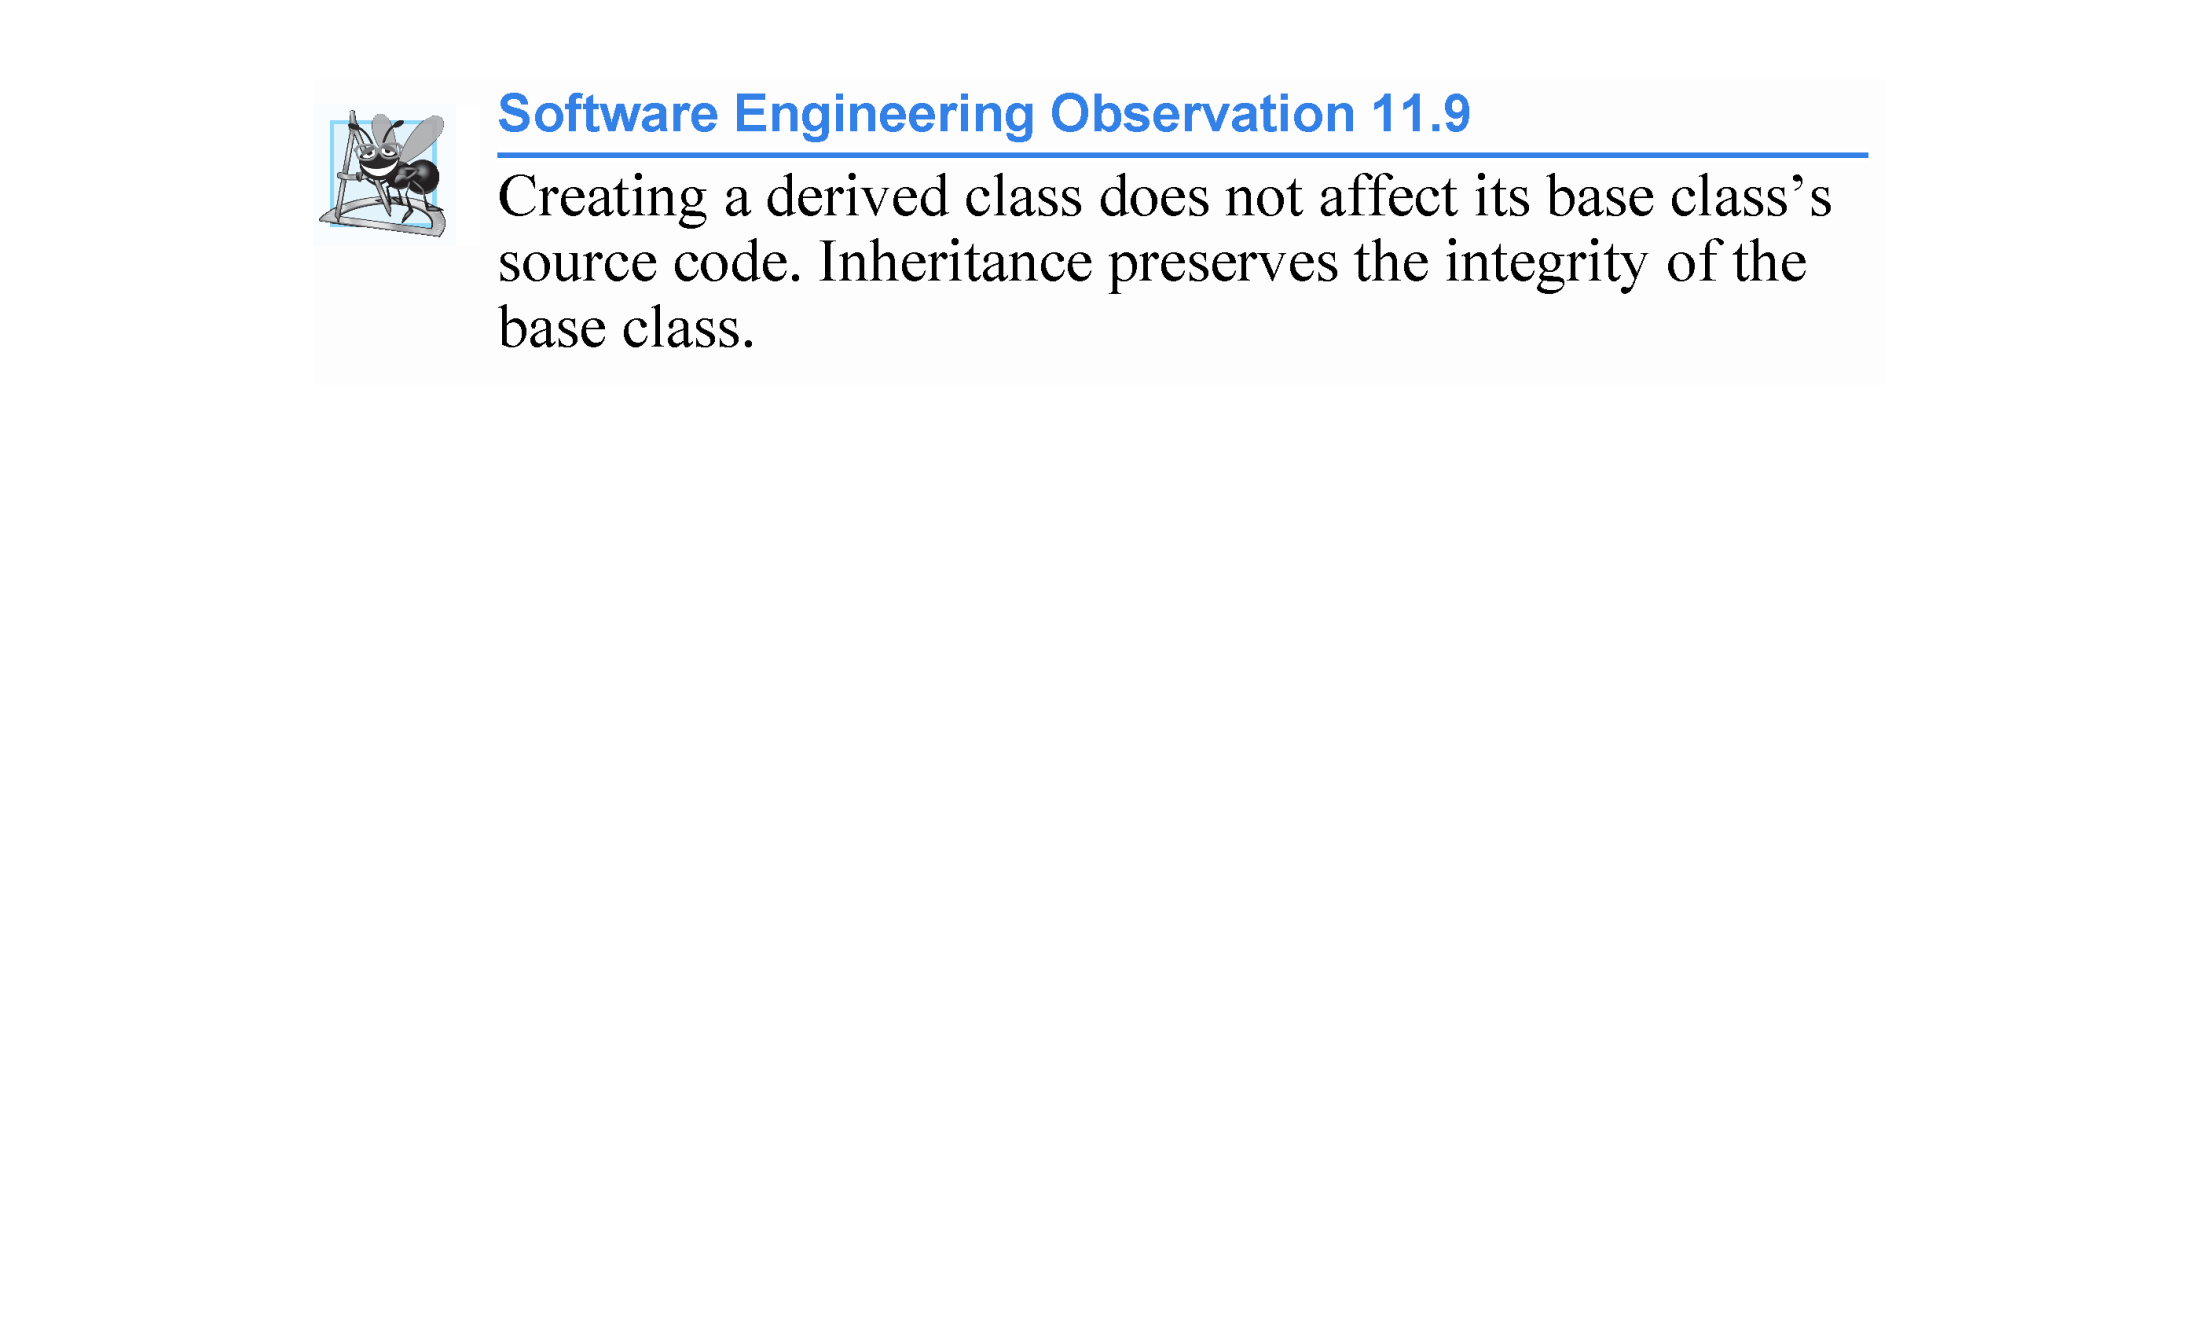 Software Engineering Observation 11.9
Creating a derived class does not affect its base class’s
source code. Inheritance preserves the integrity of the
base class.